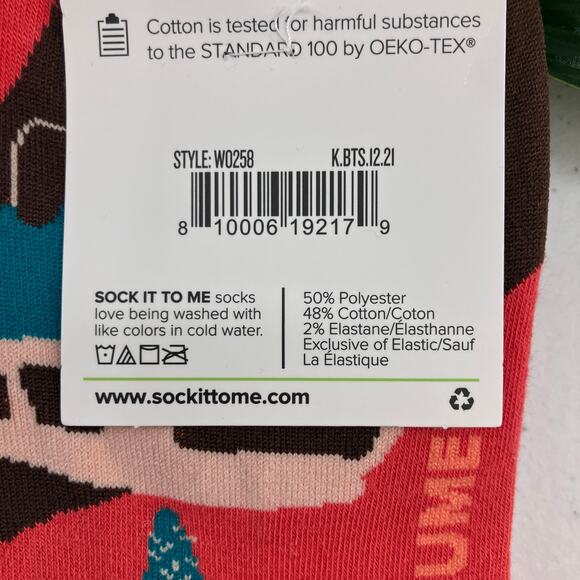 Cotton is tested for harmful substances
to the STANDARD 100 by OEKO-TEX®
STYLE: W0258 K.BTS.12.21
8 10006 19217 9
SOCK IT TO ME socks
love being washed with
like colors in cold water.
50% Polyester
48% Cotton/Coton
2% Elastane/Élasthanne
Exclusive of Elastic/Sauf
La Élastique
www.sockittome.com
UME